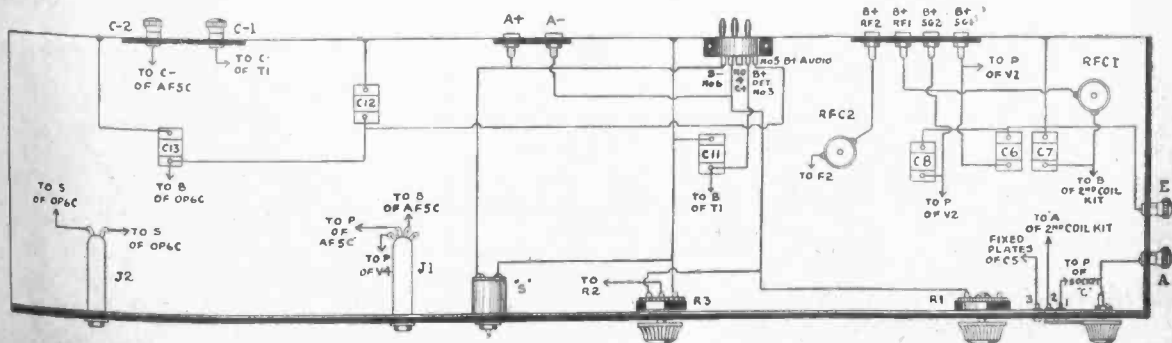 C-2
C-1
A+
A-
B+ RF2
B+ RF1
B+ SG2
B+ SG1
TO C-
OF AF5C
TO C-
OF T1
B-
No6
No
4
C+
B+
DET
No3
No5 B+ AUDIO
TO P
OF V1
RFC1
C12
RFC2
C13
C11
C8
C6
C7
TO F2
TO B
OF OP6C
TO B
OF T1
TO P
OF V2
TO B
OF 2ND COIL
KIT
E
TO S
OF OP6C
TO S
OF OP6C
J2
TO P
OF
AF5C
TO B
OF AF5C
TO P
OF V4
J1
"S"
TO
R2
R3
R1
FIXED
PLATES
OF C5
TO A
OF 2ND COIL KIT
TO P
OF
SOCKET
"C"
A
3
2
1